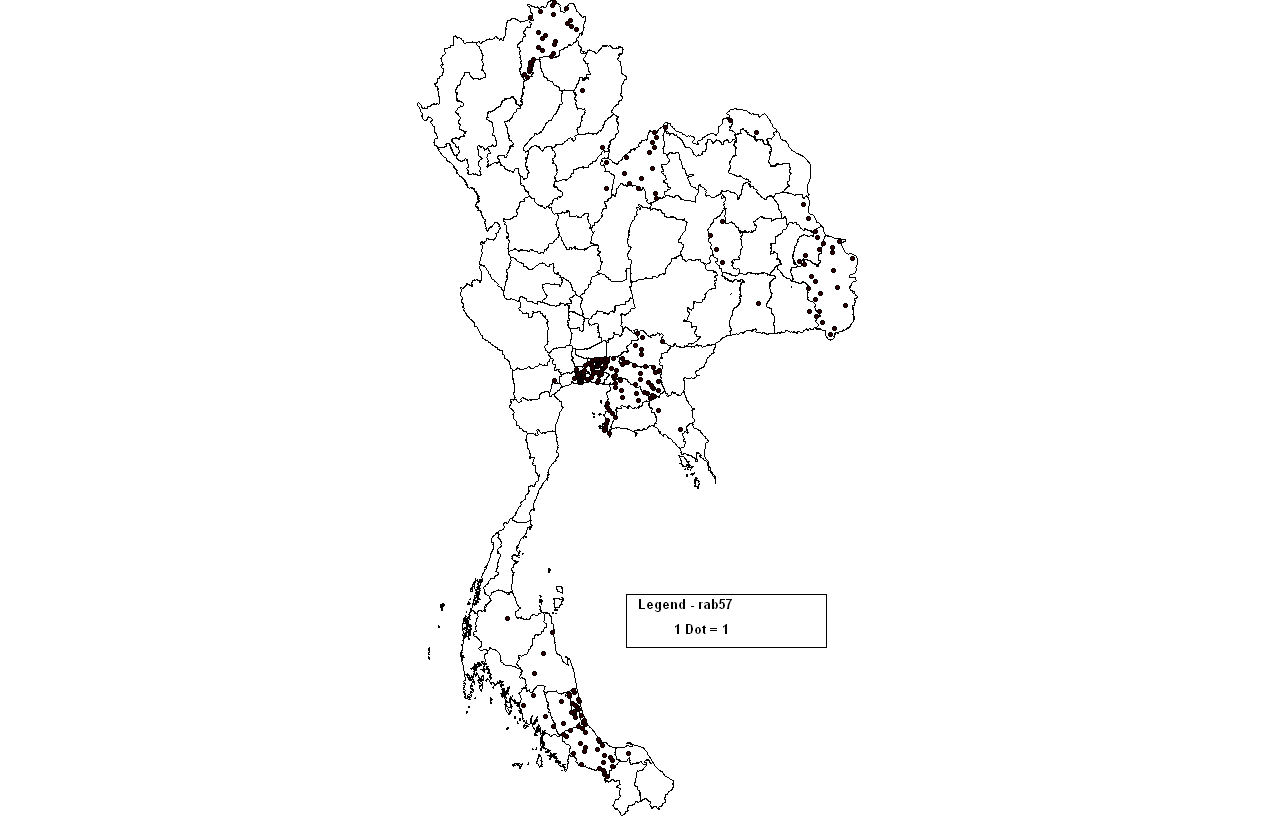 Legend - rab57
1 Dot = 1